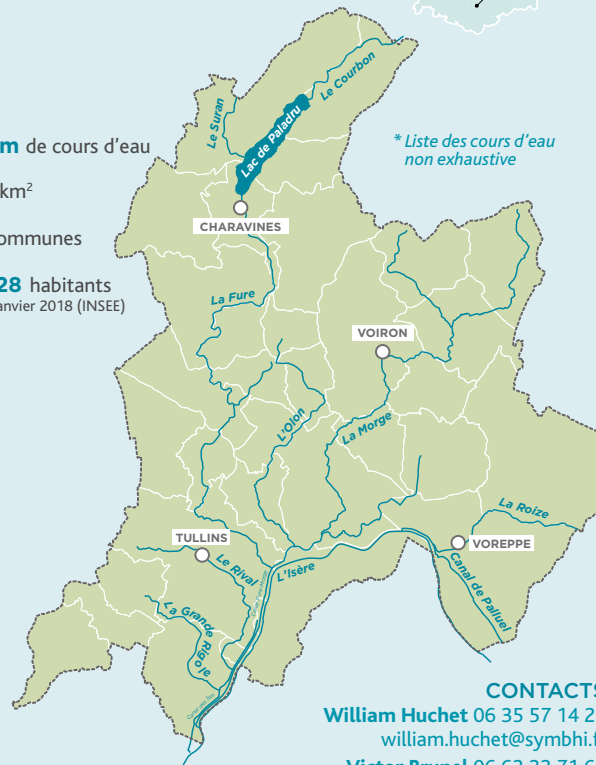 Le Courbon
Le Suran
Lac de Paladru
m de cours d'eau
* Liste des cours d'eau
non exhaustive
km²
CHARAVINES
ommunes
28 habitants
anvier 2018 (INSEE)
La Fure
VOIRON
L'Olon
La Morge
La Roize
TULLINS
VOREPPE
Le Rival
L'Isère
Canal de Palluel
La Grande Rigole
CONTACTS
William Huchet 06 35 57 14 2
william.huchet@symbhi.f